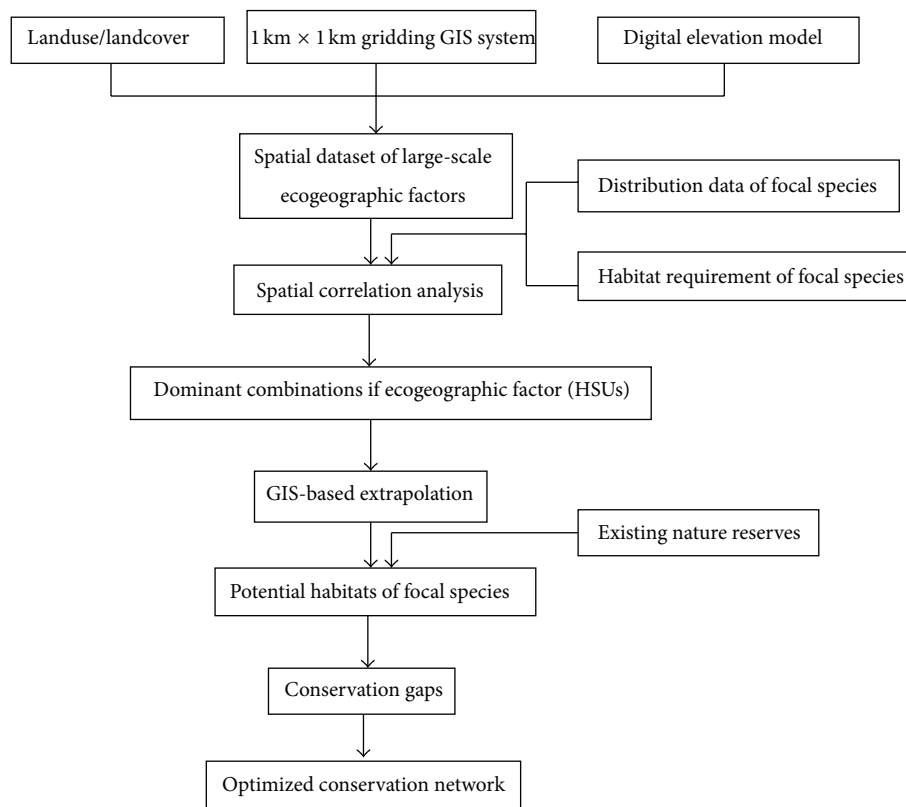 Landuse/landcover
1 km × 1 km gridding GIS system
Digital elevation model
Spatial dataset of large-scale
ecogeographic factors
Distribution data of focal species
Habitat requirement of focal species
Spatial correlation analysis
Dominant combinations if ecogeographic factor (HSUs)
GIS-based extrapolation
Existing nature reserves
Potential habitats of focal species
Conservation gaps
Optimized conservation network